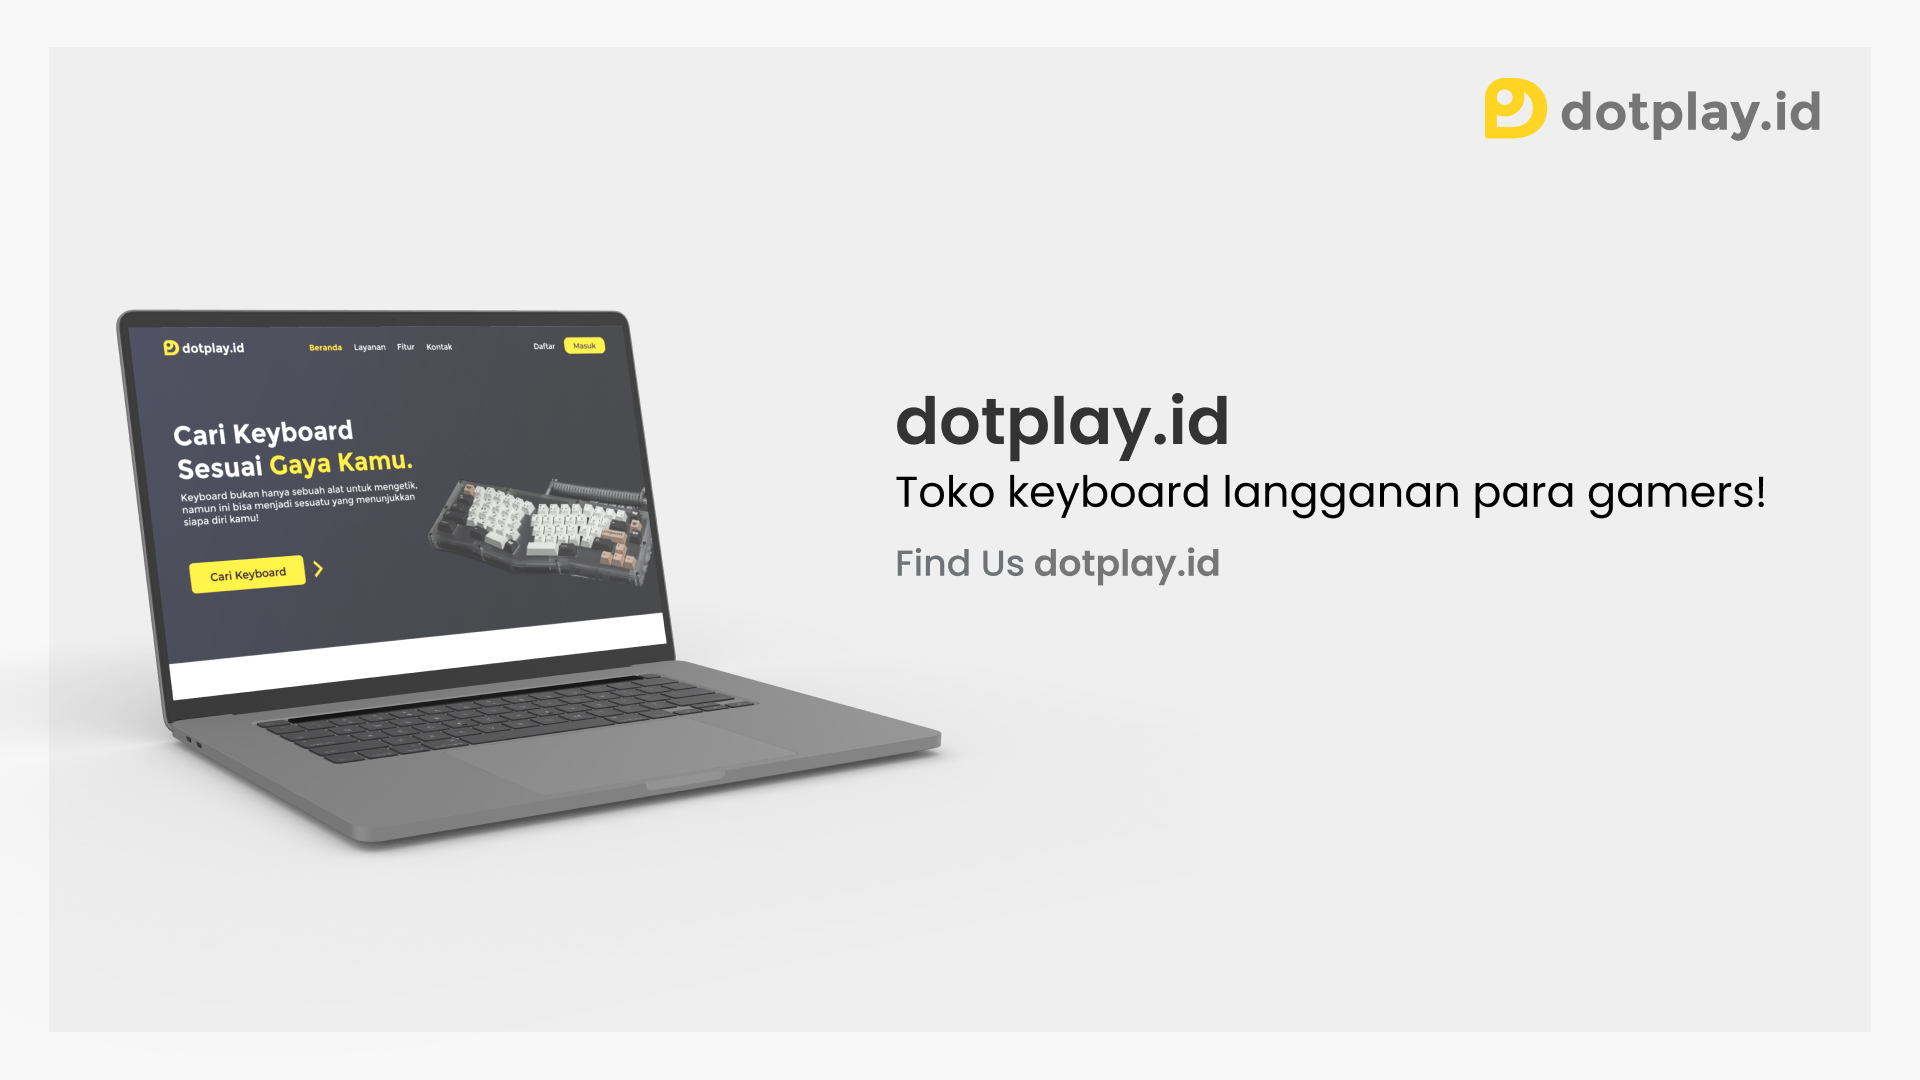 dotplay.id
dotplay.id
Beranda Layanan Fitur Kontak Daftar Masuk
Cari Keyboard
Sesuai Gaya Kamu.
Keyboard bukan hanya sebuah alat untuk mengetik,
namun ini bisa menjadi sesuatu yang menunjukkan
siapa diri kamu!
Cari Keyboard
dotplay.id
Toko keyboard langganan para gamers!
Find Us dotplay.id